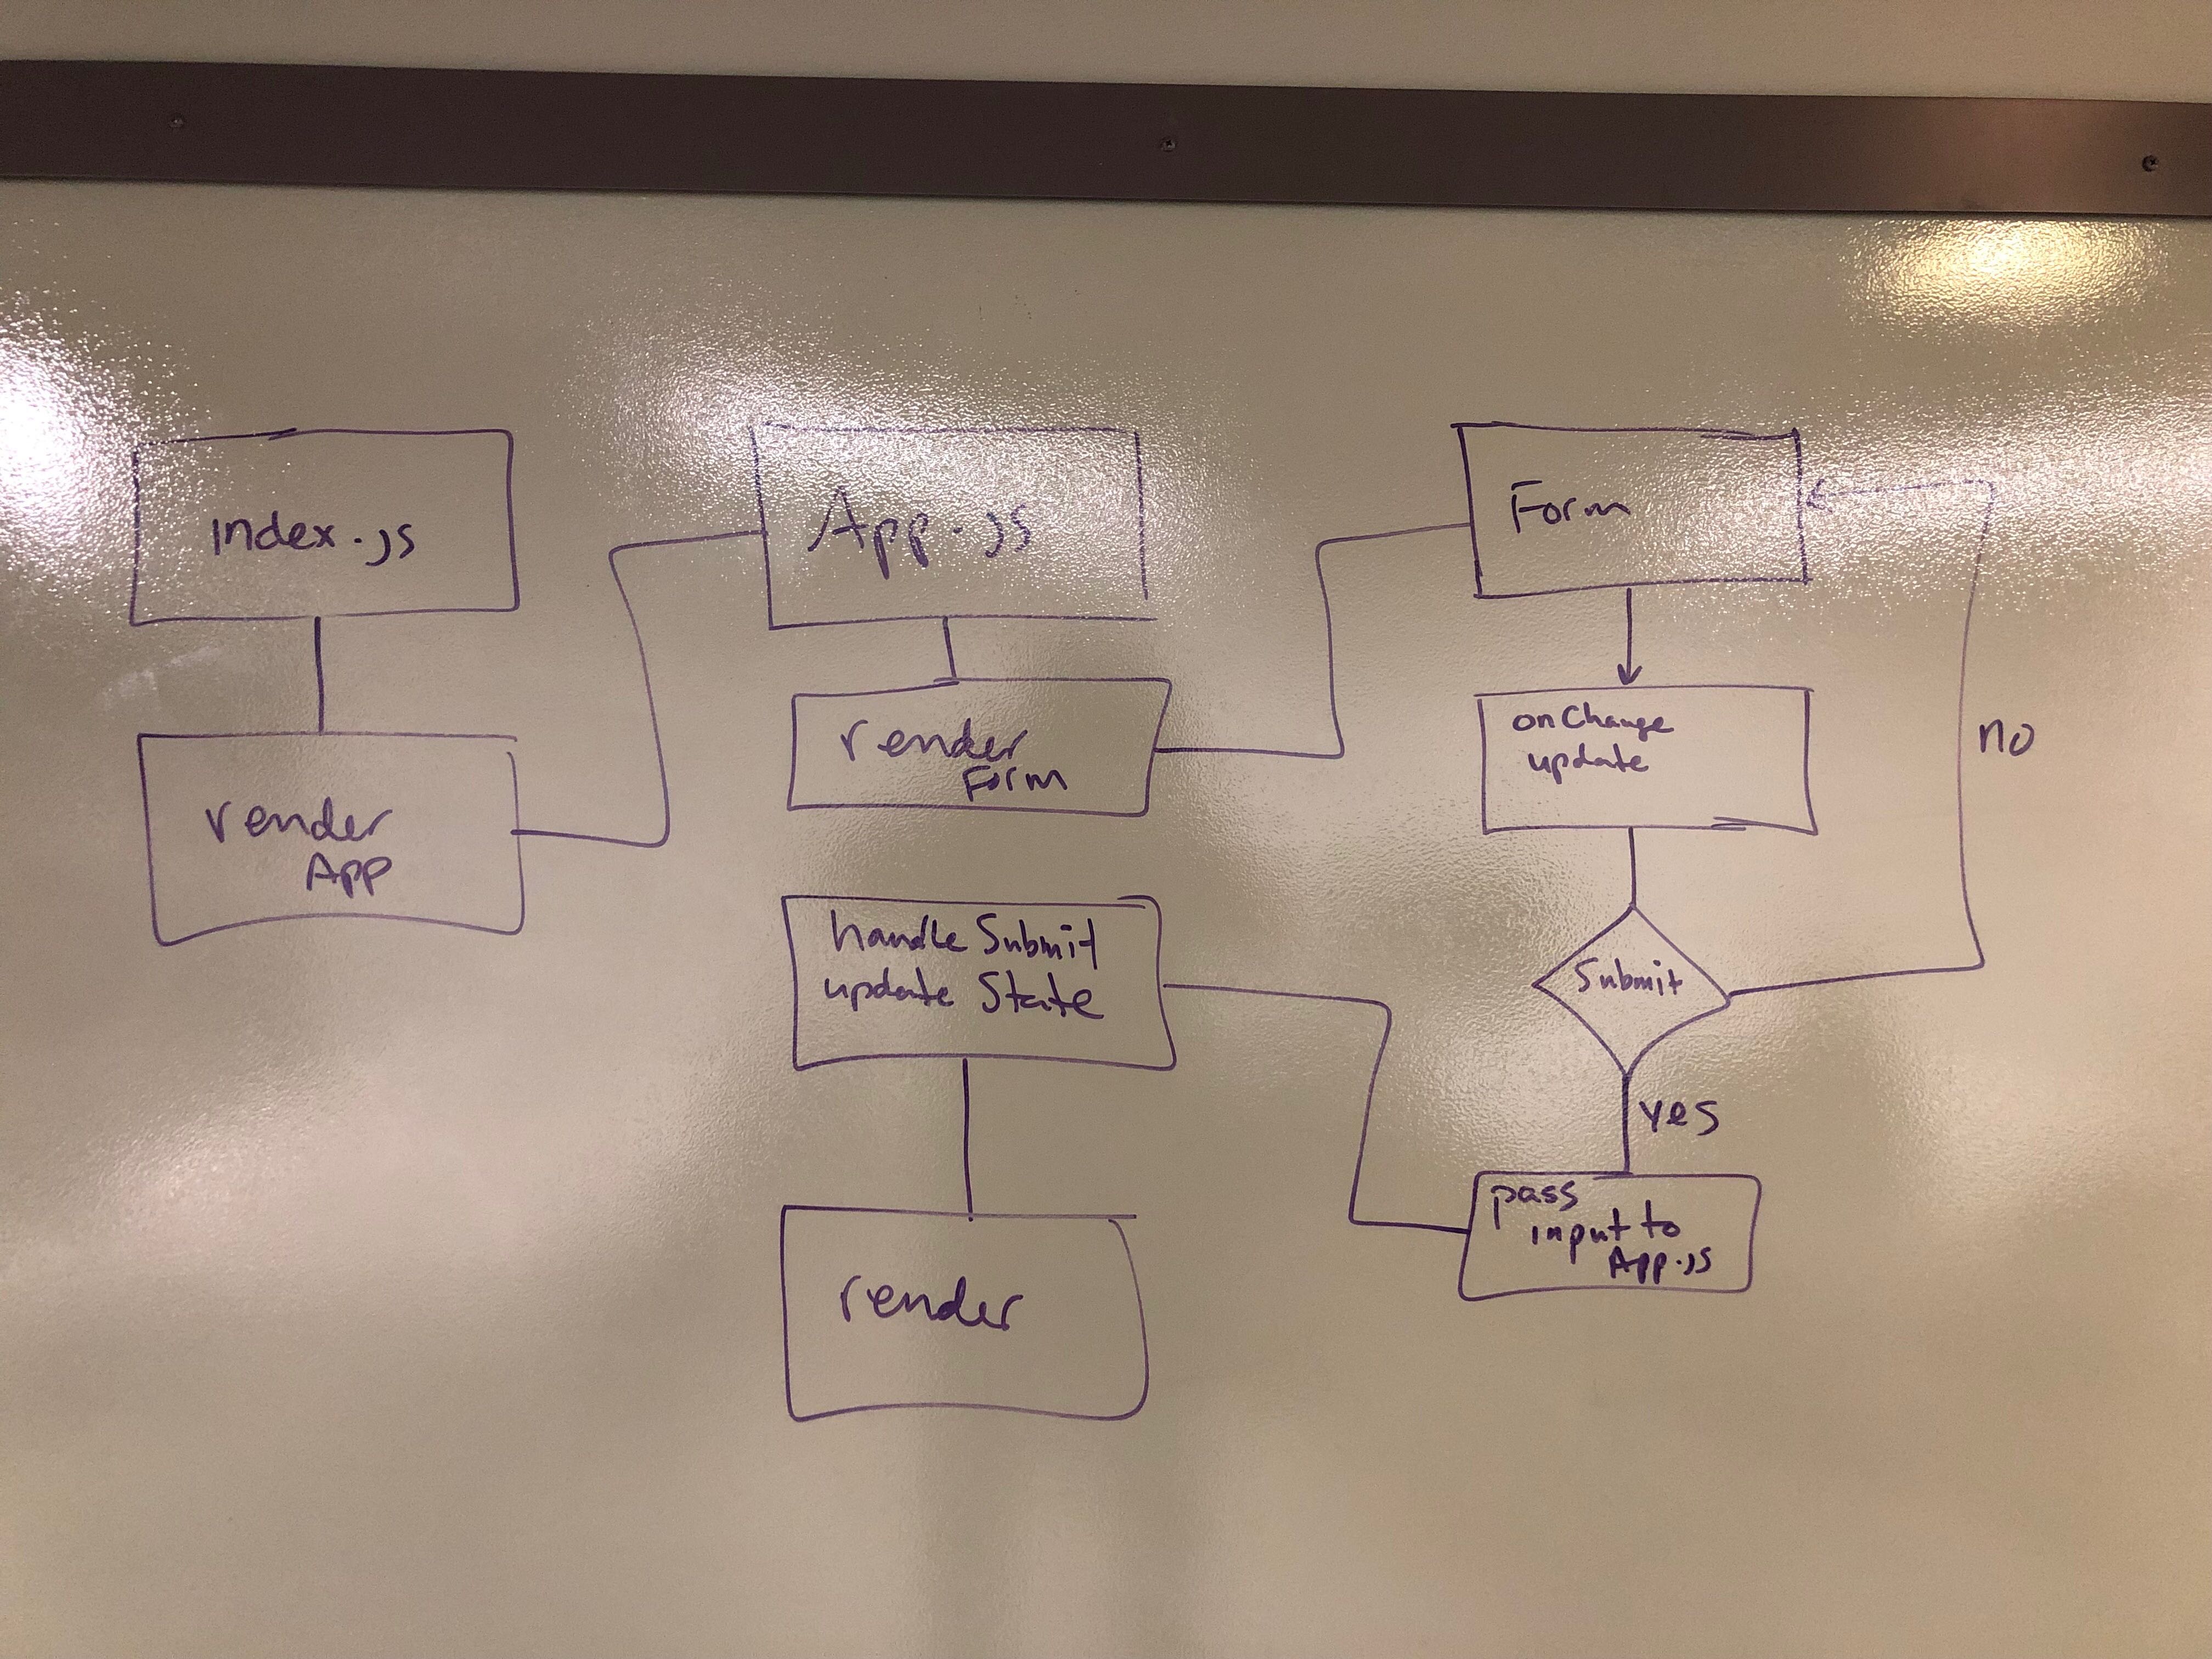 index.js
render
App
App.js
render
Form
handle Submit
update State
render
Form
onChange
update
no
Submit
yes
pass
input to
App.js